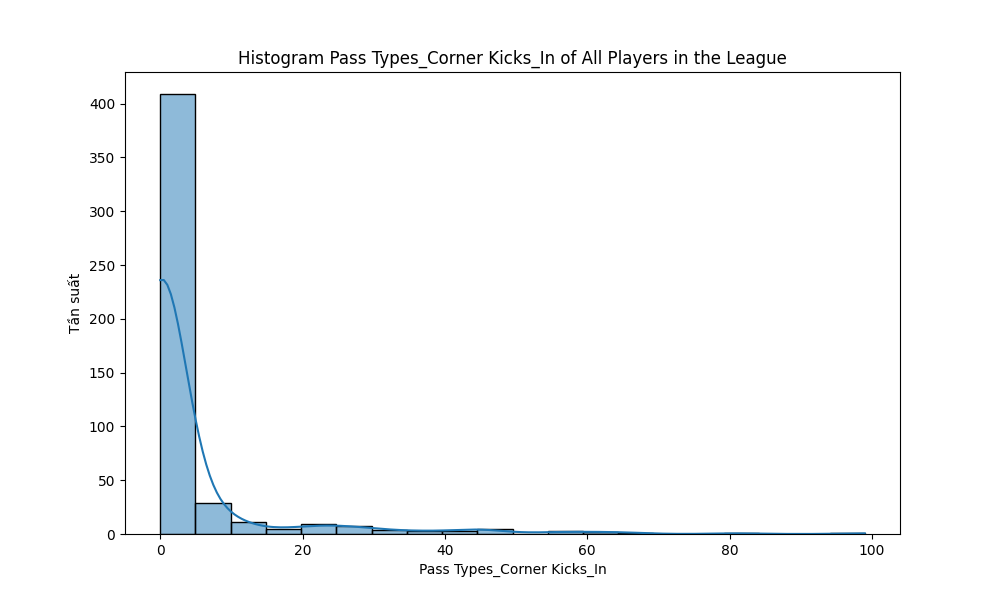 Histogram Pass Types_Corner Kicks_In of All Players in the League
Tần suất
400
350
300
250
200
150
100
50
0
0 20 40 60 80 100
Pass Types_Corner Kicks_In